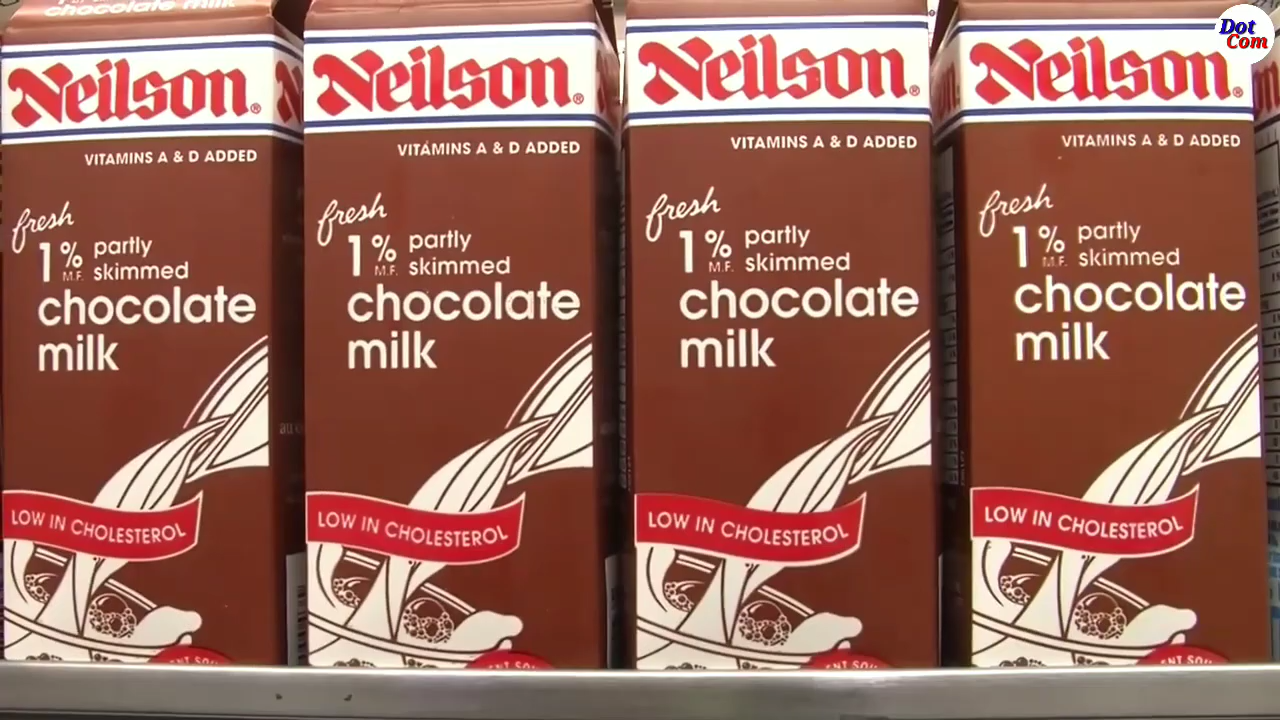 chocolate milk
Neilson®
VITAMINS A & D ADDED
fresh
1% partly
M.F. skimmed
chocolate
milk
LOW IN CHOLESTEROL
Neilson®
VITAMINS A & D ADDED
fresh
1% partly
M.F. skimmed
chocolate
milk
LOW IN CHOLESTEROL
Neilson®
VITAMINS A & D ADDED
fresh
1% partly
M.F. skimmed
chocolate
milk
LOW IN CHOLESTEROL
Neilson®
VITAMINS A & D ADDED
fresh
1% partly
M.F. skimmed
chocolate
milk
LOW IN CHOLESTEROL
Dot
Com